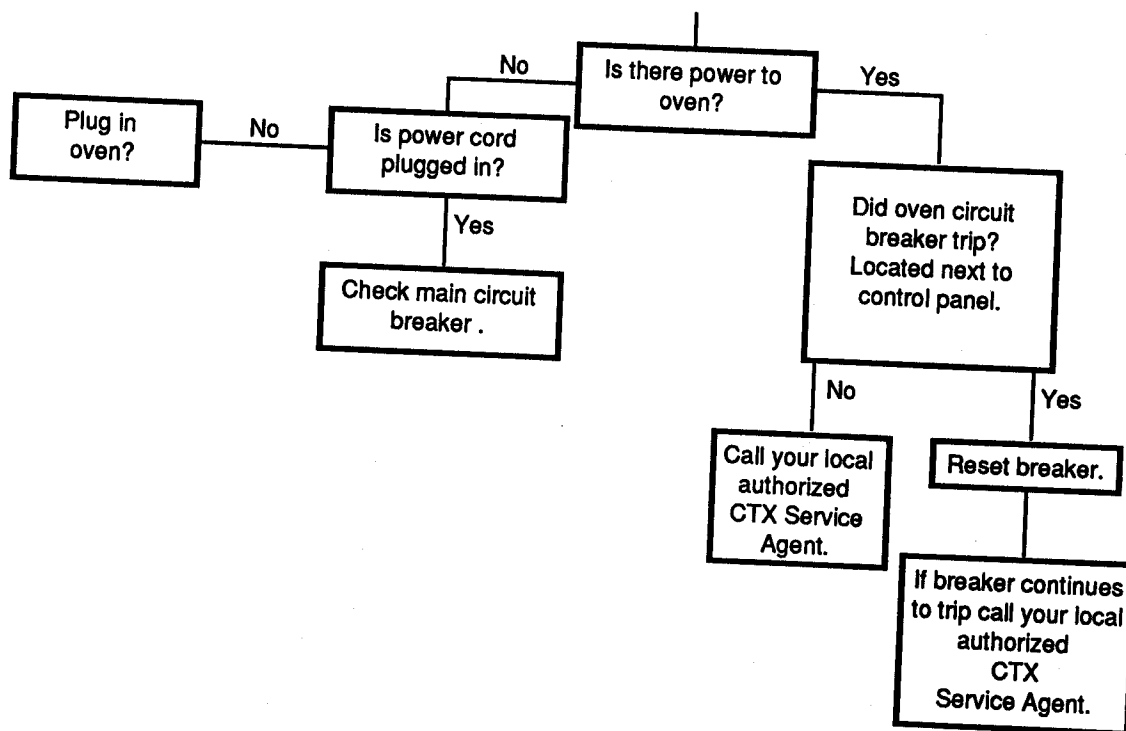 No
Is there power to
oven?
Yes
Plug in
oven?
No
Is power cord
plugged in?
Yes
Check main circuit
breaker .
Did oven circuit
breaker trip?
Located next to
control panel.
No
Yes
Call your local
authorized
CTX Service
Agent.
Reset breaker.
If breaker continues
to trip call your local
authorized
CTX
Service Agent.